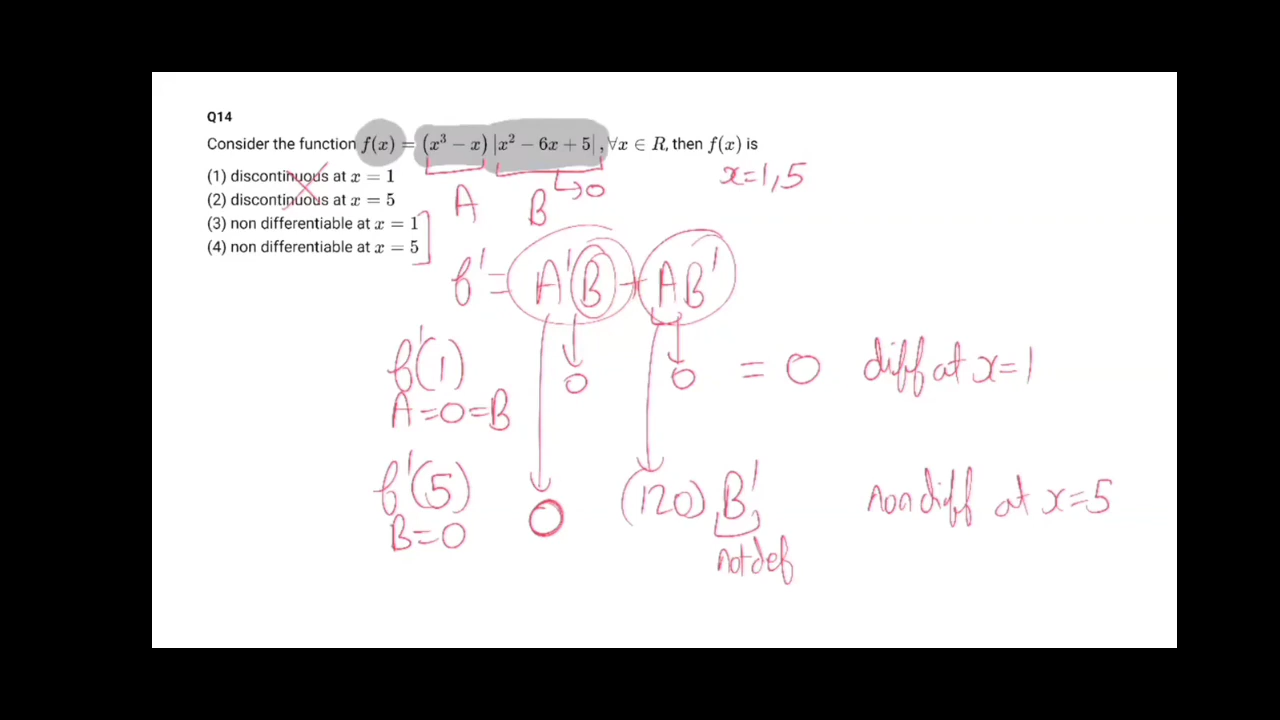 Q14
Consider the function f(x) = (x³ − x) |x² − 6x + 5| , ∀x ∈ R, then f(x) is
x=1,5
(1) discontinuous at x = 1
(2) discontinuous at x = 5
(3) non differentiable at x = 1
(4) non differentiable at x = 5
A B →0
f' = A'B + AB'
f'(1) 0 0 = 0 diff at x=1
A=0=B
f'(5) 0 (120) B' non diff at x=5
B=0
not def